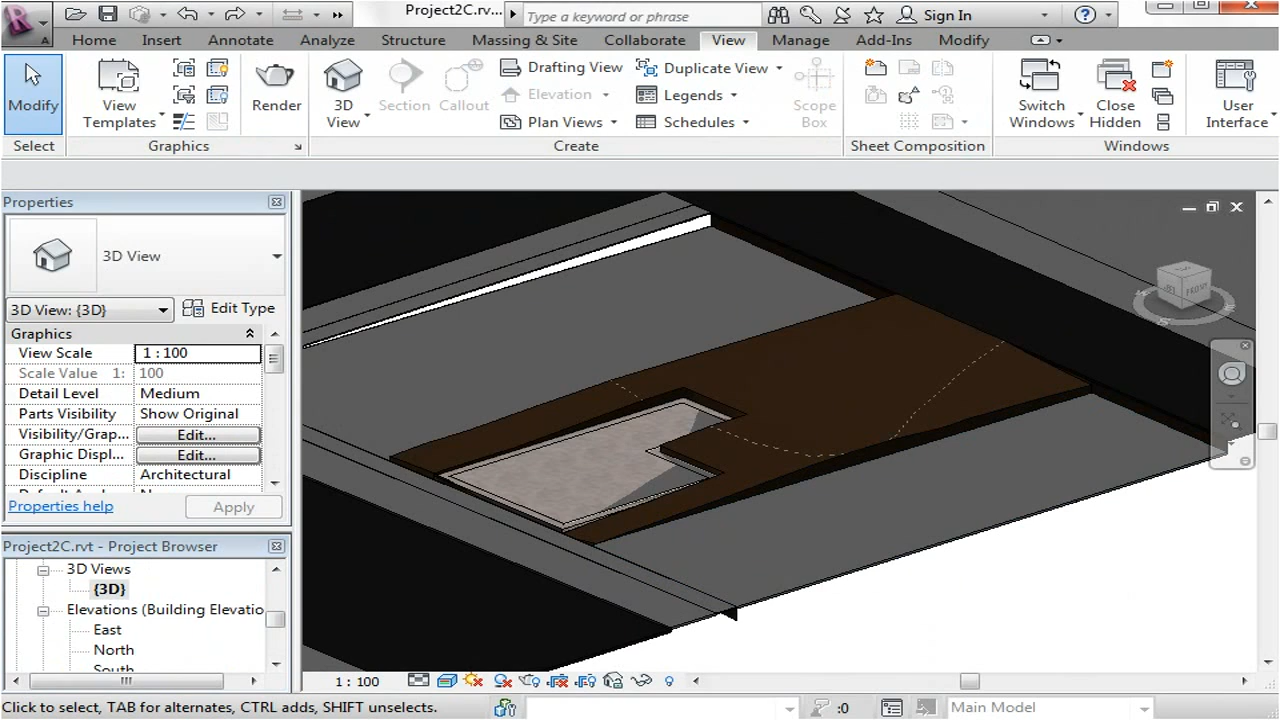 Project2C.rv...
Type a keyword or phrase
Sign In
Home Insert Annotate Analyze Structure Massing & Site Collaborate View Manage Add-Ins Modify
Modify
View Templates
Render
3D View
Section
Callout
Drafting View
Elevation
Plan Views
Duplicate View
Legends
Schedules
Scope Box
Switch Windows
Close Hidden
User Interface
Select Graphics Create Sheet Composition Windows
Properties
3D View
3D View: {3D} Edit Type
Graphics
View Scale 1 : 100
Scale Value 1: 100
Detail Level Medium
Parts Visibility Show Original
Visibility/Grap... Edit...
Graphic Displ... Edit...
Discipline Architectural
Properties help Apply
Project2C.rvt - Project Browser
3D Views
{3D}
Elevations (Building Elevatio
East
North
South
1 : 100
Click to select, TAB for alternates, CTRL adds, SHIFT unselects.
:0
Main Model